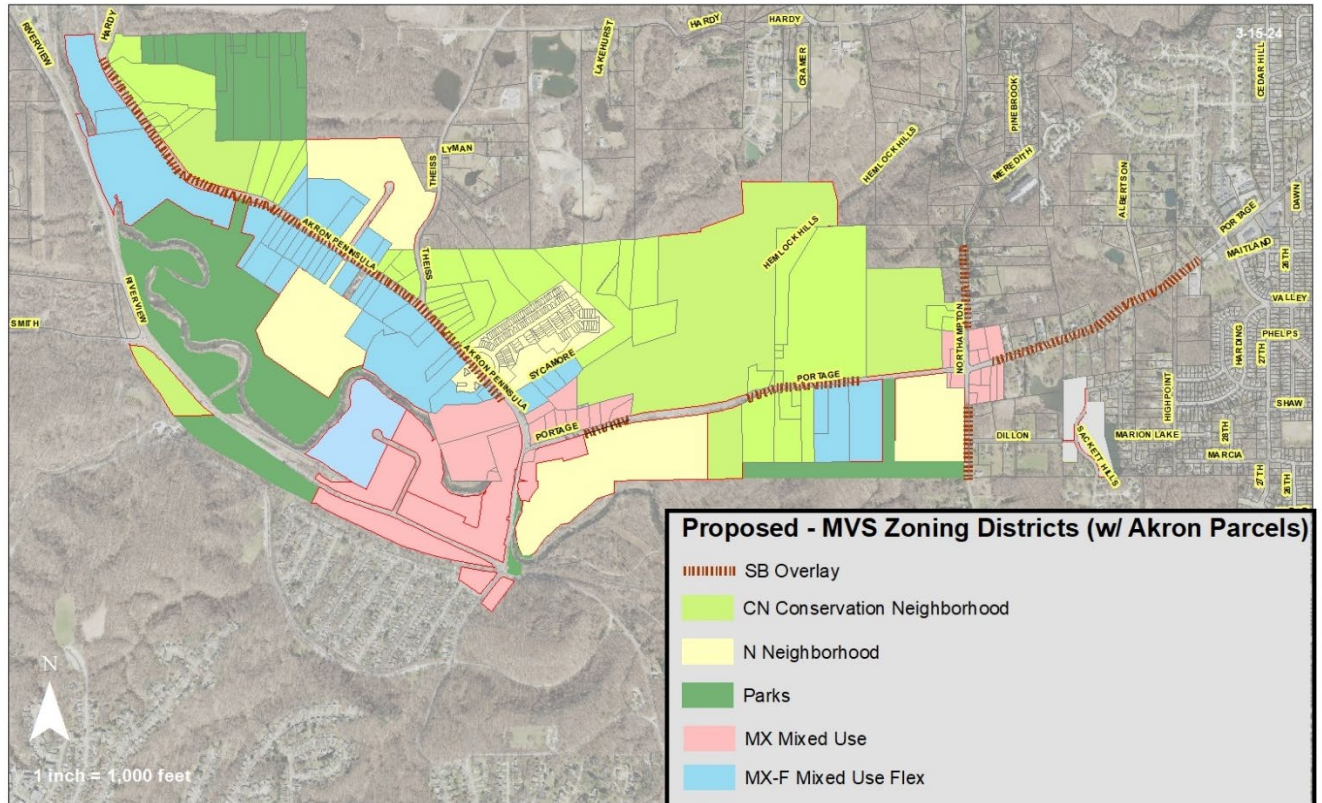 RIVERVIEW
HARDY
HARDY
HARDY
LAKEHURST
CRAMER
3-15-24
CEDAR HILL
PINEBROOK
LYMAN
THEISS
HEMLOCK HILLS
MEREDITH
ALBERTSON
PORTAGE
DAWN
MAITLAND
26TH
AKRON PENINSULA
THEISS
HEMLOCK HILLS
RIVERVIEW
SMITH
VALLEY
NORTHAMPTON
HARDING
27TH
PHELPS
AKRON PENINSULA
SYCAMORE
PORTAGE
HIGHPOINT
SHAW
PORTAGE
DILLON
SACKETT HILLS
MARION LAKE
28TH
MARCIA
27TH
26TH
Proposed - MVS Zoning Districts (w/ Akron Parcels)
SB Overlay
CN Conservation Neighborhood
N Neighborhood
Parks
MX Mixed Use
MX-F Mixed Use Flex
N
1 inch = 1,000 feet